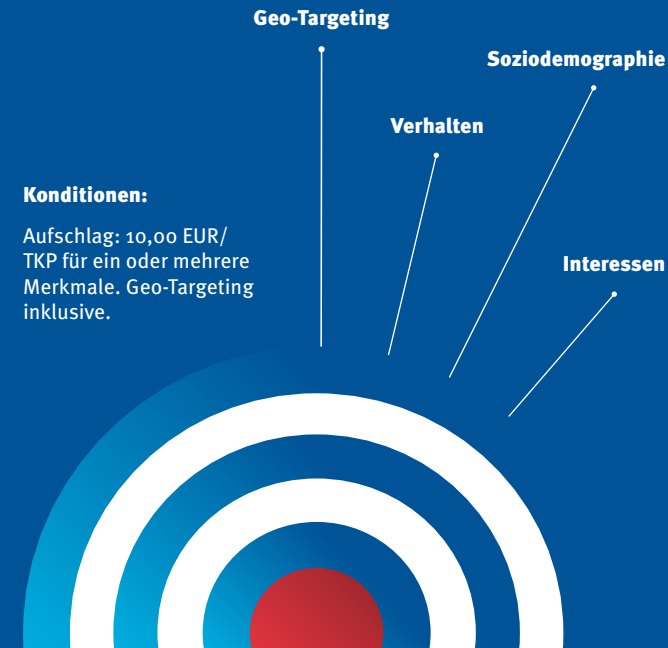 Geo-Targeting
Soziodemographie
Verhalten
Konditionen:
Aufschlag: 10,00 EUR/
TKP für ein oder mehrere
Merkmale. Geo-Targeting
inklusive.
Interessen